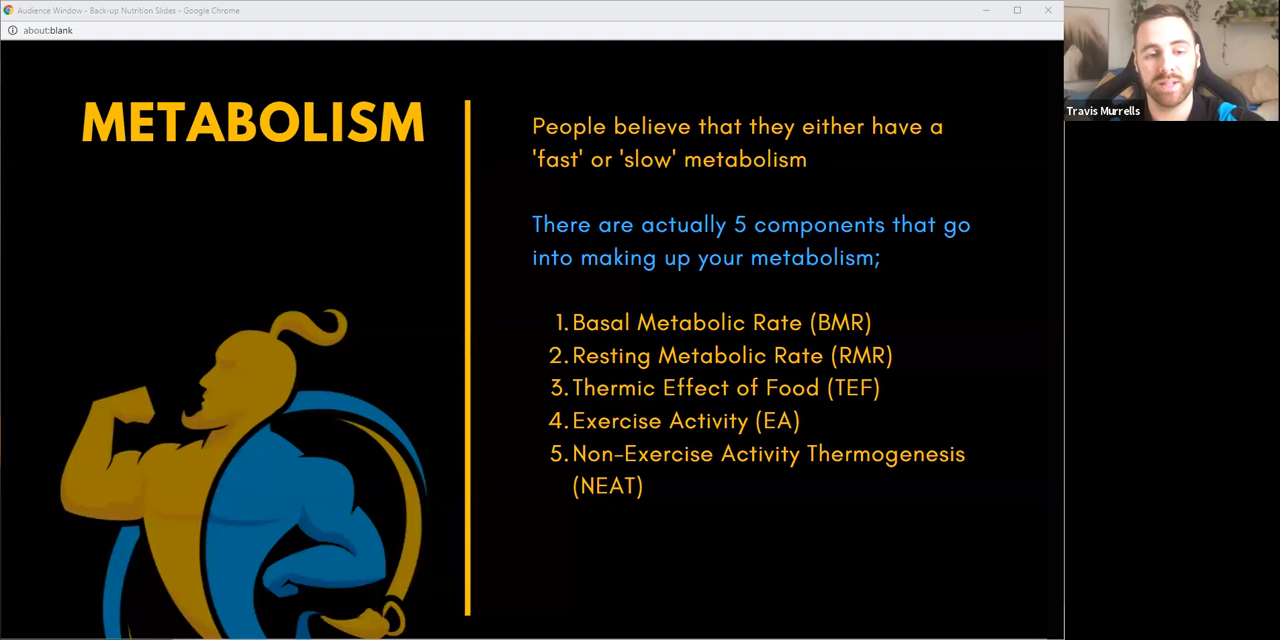 Audience Window - Back-up Nutrition Slides - Google Chrome
about:blank
Travis Murrells
METABOLISM
People believe that they either have a
'fast' or 'slow' metabolism
There are actually 5 components that go
into making up your metabolism;
1. Basal Metabolic Rate (BMR)
2. Resting Metabolic Rate (RMR)
3. Thermic Effect of Food (TEF)
4. Exercise Activity (EA)
5. Non-Exercise Activity Thermogenesis
(NEAT)